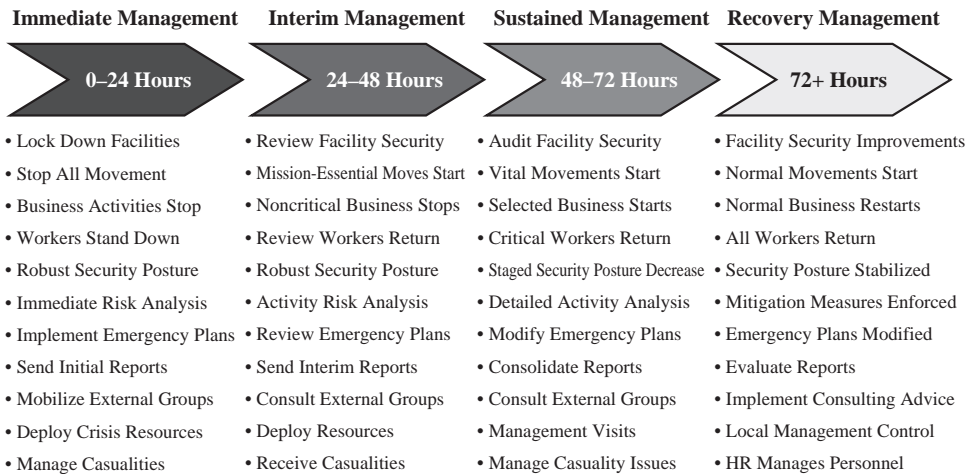 Immediate Management
0–24 Hours
• Lock Down Facilities
• Stop All Movement
• Business Activities Stop
• Workers Stand Down
• Robust Security Posture
• Immediate Risk Analysis
• Implement Emergency Plans
• Send Initial Reports
• Mobilize External Groups
• Deploy Crisis Resources
• Manage Casualties
Interim Management
24–48 Hours
• Review Facility Security
• Mission-Essential Moves Start
• Noncritical Business Stops
• Review Workers Return
• Robust Security Posture
• Activity Risk Analysis
• Review Emergency Plans
• Send Interim Reports
• Consult External Groups
• Deploy Resources
• Receive Casualties
Sustained Management
48–72 Hours
• Audit Facility Security
• Vital Movements Start
• Selected Business Starts
• Critical Workers Return
• Staged Security Posture Decrease
• Detailed Activity Analysis
• Modify Emergency Plans
• Consolidate Reports
• Consult External Groups
• Management Visits
• Manage Casuality Issues
Recovery Management
72+ Hours
• Facility Security Improvements
• Normal Movements Start
• Normal Business Restarts
• All Workers Return
• Security Posture Stabilized
• Mitigation Measures Enforced
• Emergency Plans Modified
• Evaluate Reports
• Implement Consulting Advice
• Local Management Control
• HR Manages Personnel